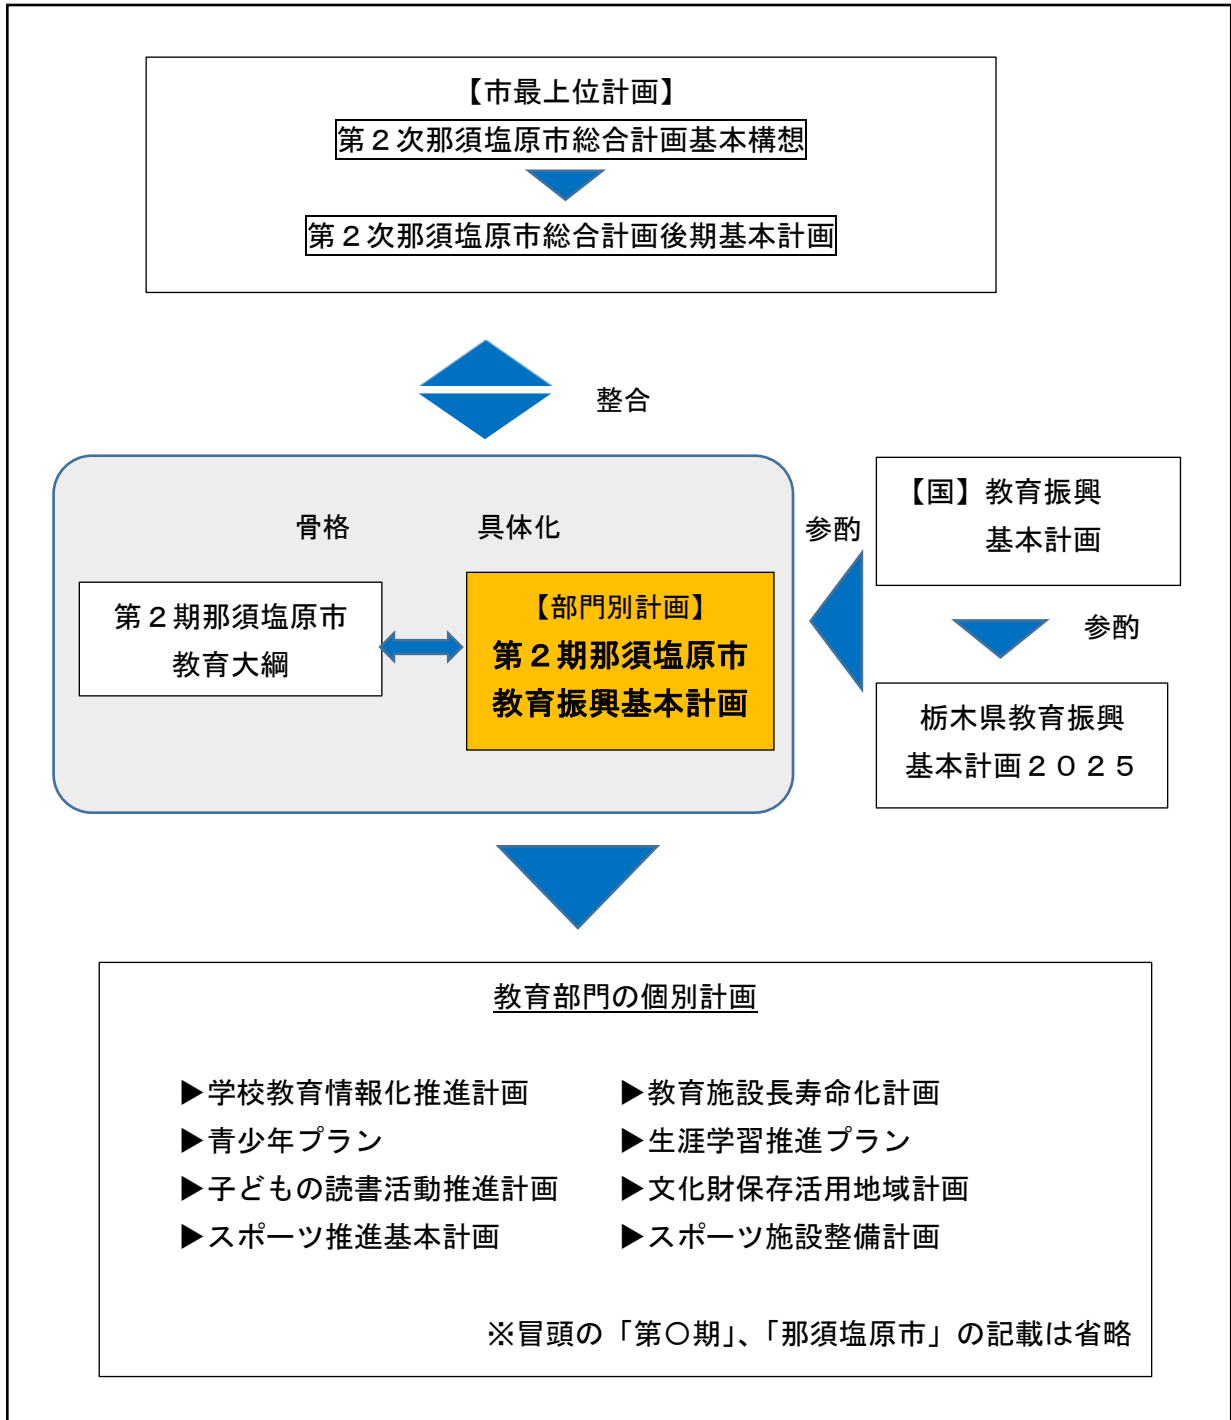 【市最上位計画】
第２次那須塩原市総合計画基本構想
第２次那須塩原市総合計画後期基本計画
整合
骨格
具体化
第２期那須塩原市
教育大綱
【部門別計画】
第２期那須塩原市
教育振興基本計画
参酌
【国】教育振興
基本計画
参酌
栃木県教育振興
基本計画２０２５
教育部門の個別計画
▶学校教育情報化推進計画
▶教育施設長寿命化計画
▶青少年プラン
▶生涯学習推進プラン
▶子どもの読書活動推進計画
▶文化財保存活用地域計画
▶スポーツ推進基本計画
▶スポーツ施設整備計画
※冒頭の「第〇期」、「那須塩原市」の記載は省略